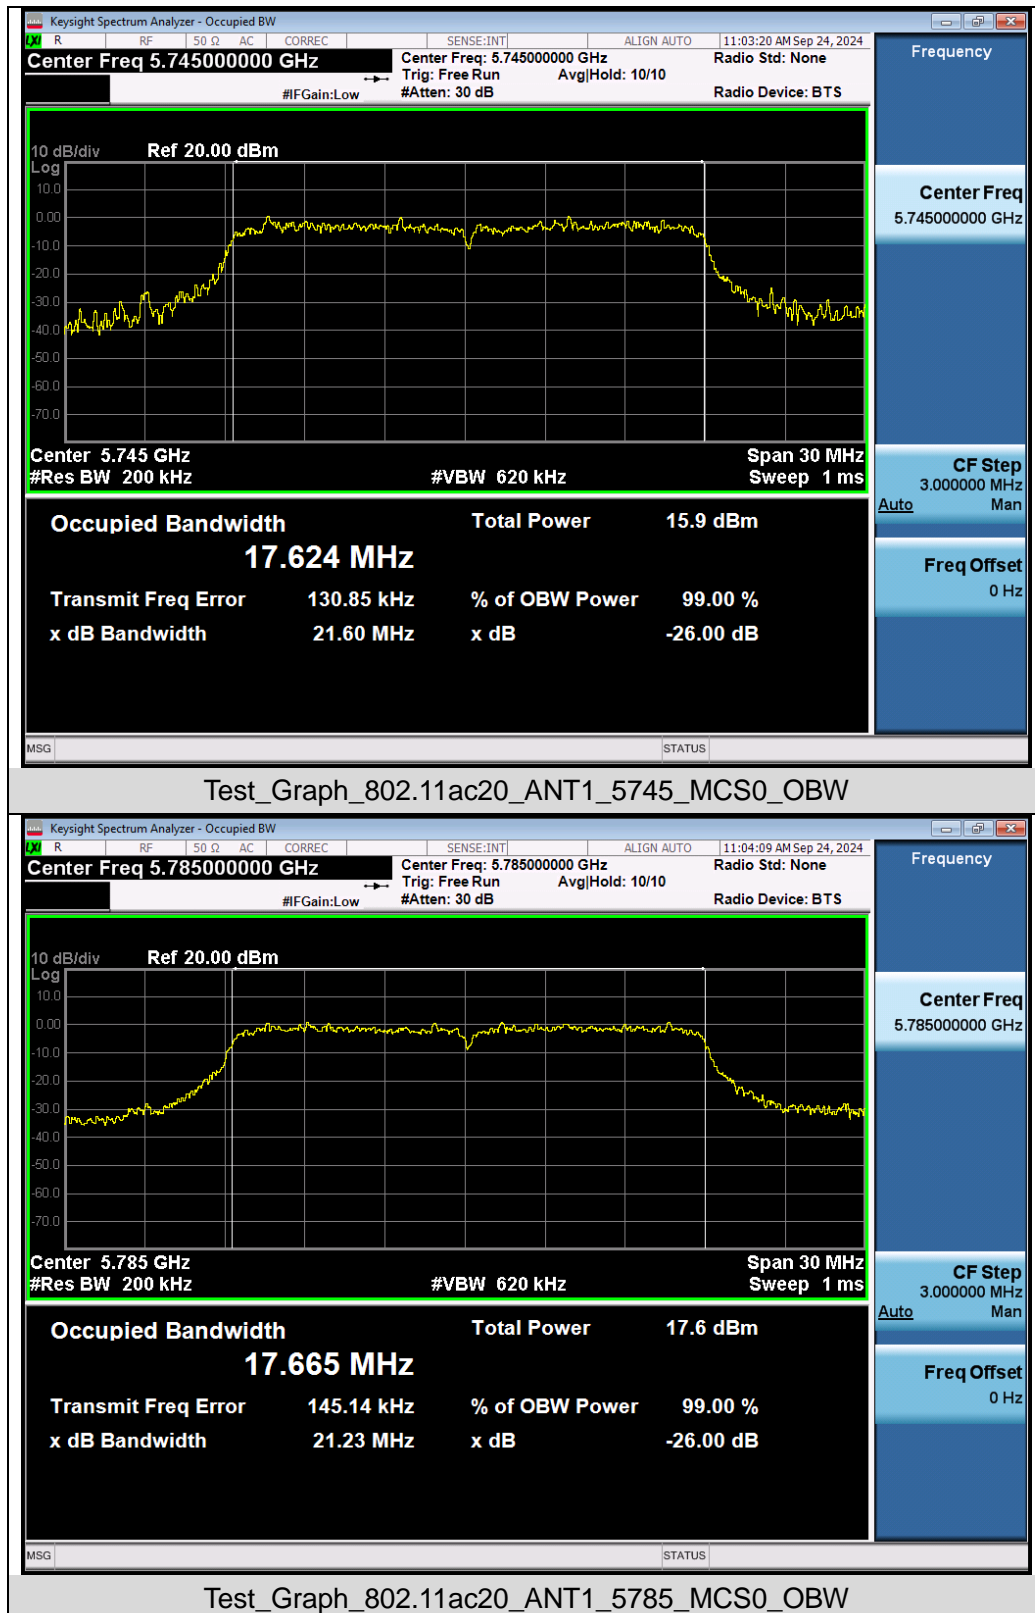 Keysight Spectrum Analyzer - Occupied BW
LXI R RF 50 Ω AC CORREC SENSE:INT ALIGN AUTO 11:03:20 AM Sep 24, 2024
Center Freq 5.745000000 GHz Center Freq: 5.745000000 GHz Radio Std: None
Trig: Free Run Avg|Hold: 10/10
#IFGain:Low #Atten: 30 dB Radio Device: BTS
Frequency
10 dB/div Ref 20.00 dBm
Log
10.0
0.00
-10.0
-20.0
-30.0
-40.0
-50.0
-60.0
-70.0
Center 5.745 GHz Span 30 MHz
#Res BW 200 kHz #VBW 620 kHz Sweep 1 ms
Center Freq
5.745000000 GHz
CF Step
3.000000 MHz
Auto Man
Freq Offset
0 Hz
Occupied Bandwidth Total Power 15.9 dBm
17.624 MHz
Transmit Freq Error 130.85 kHz % of OBW Power 99.00 %
x dB Bandwidth 21.60 MHz x dB -26.00 dB
MSG STATUS
Test_Graph_802.11ac20_ANT1_5745_MCS0_OBW
Keysight Spectrum Analyzer - Occupied BW
LXI R RF 50 Ω AC CORREC SENSE:INT ALIGN AUTO 11:04:09 AM Sep 24, 2024
Center Freq 5.785000000 GHz Center Freq: 5.785000000 GHz Radio Std: None
Trig: Free Run Avg|Hold: 10/10
#IFGain:Low #Atten: 30 dB Radio Device: BTS
Frequency
10 dB/div Ref 20.00 dBm
Log
10.0
0.00
-10.0
-20.0
-30.0
-40.0
-50.0
-60.0
-70.0
Center 5.785 GHz Span 30 MHz
#Res BW 200 kHz #VBW 620 kHz Sweep 1 ms
Center Freq
5.785000000 GHz
CF Step
3.000000 MHz
Auto Man
Freq Offset
0 Hz
Occupied Bandwidth Total Power 17.6 dBm
17.665 MHz
Transmit Freq Error 145.14 kHz % of OBW Power 99.00 %
x dB Bandwidth 21.23 MHz x dB -26.00 dB
MSG STATUS
Test_Graph_802.11ac20_ANT1_5785_MCS0_OBW